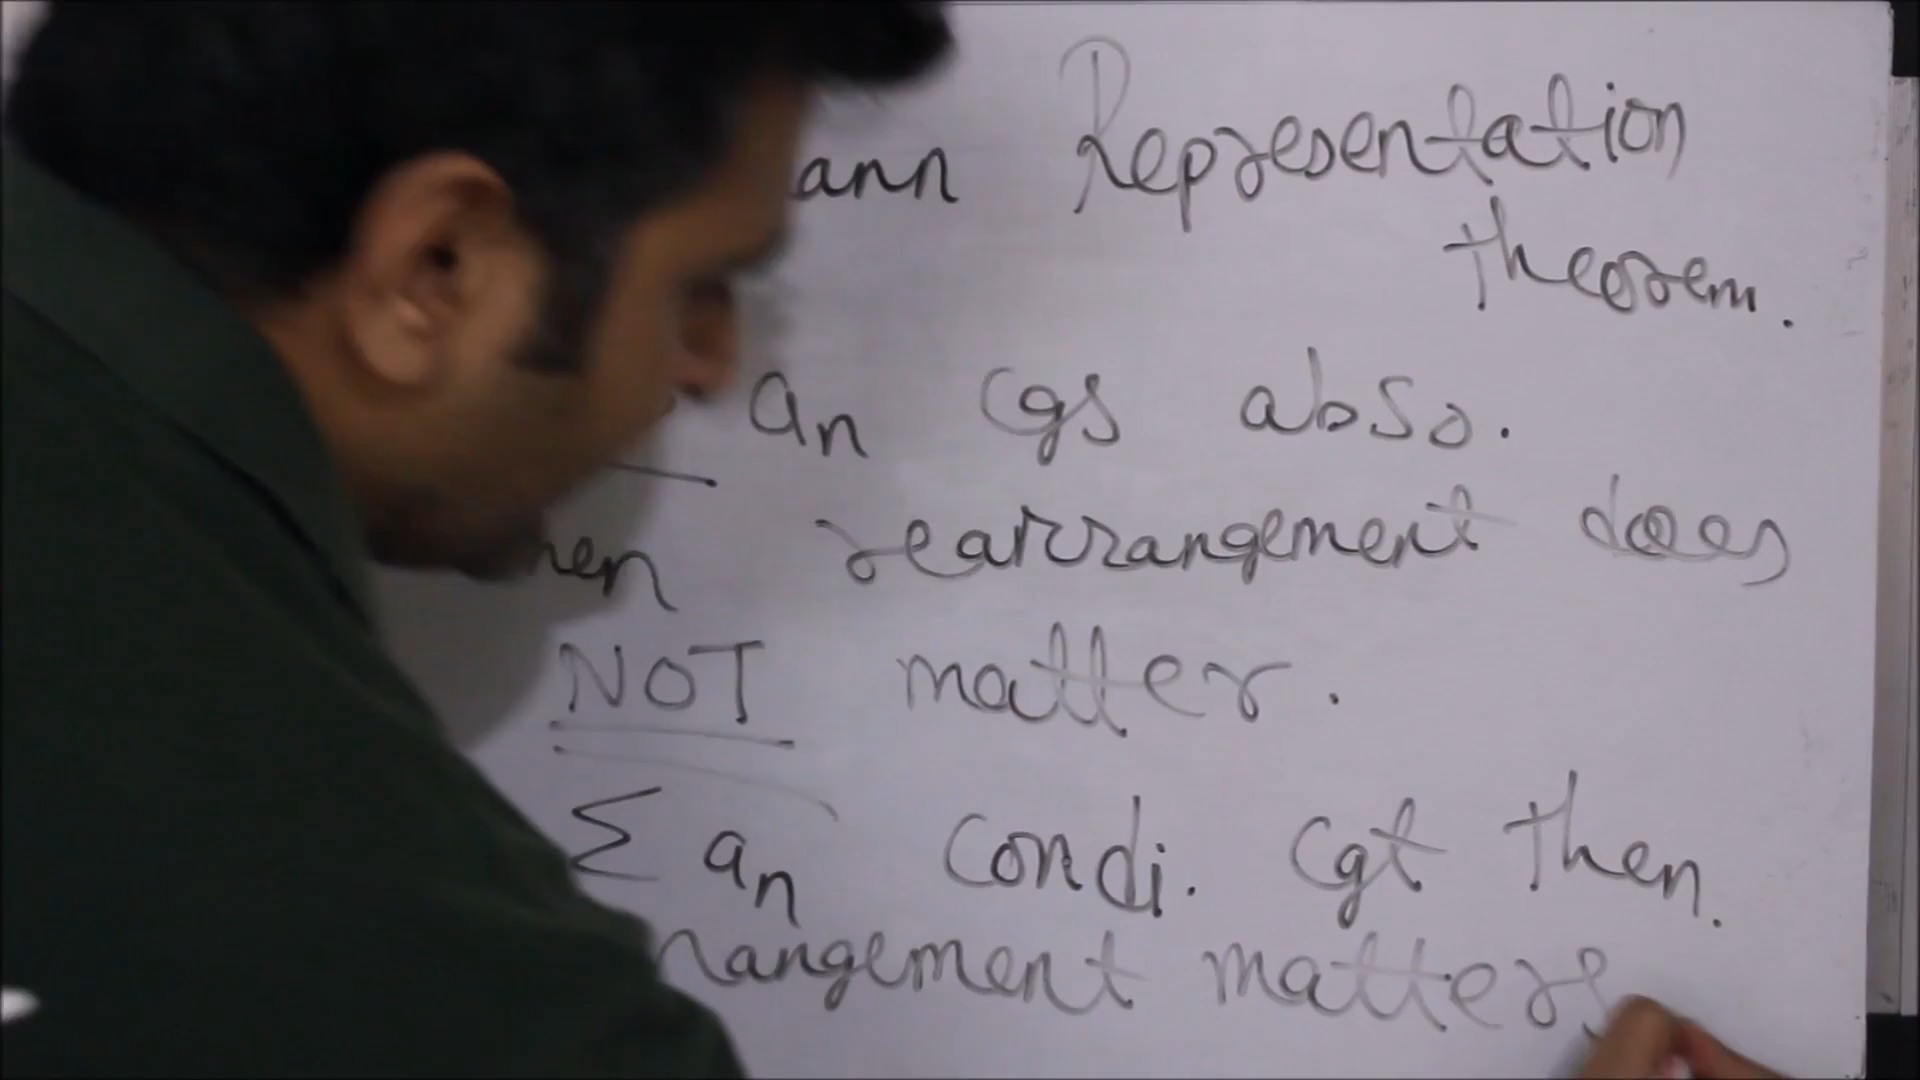 ann Representation
theorem.
an cgs abso.
hen rearrangement does
NOT matter.
Σ an condi. cgt then.
rangement matters